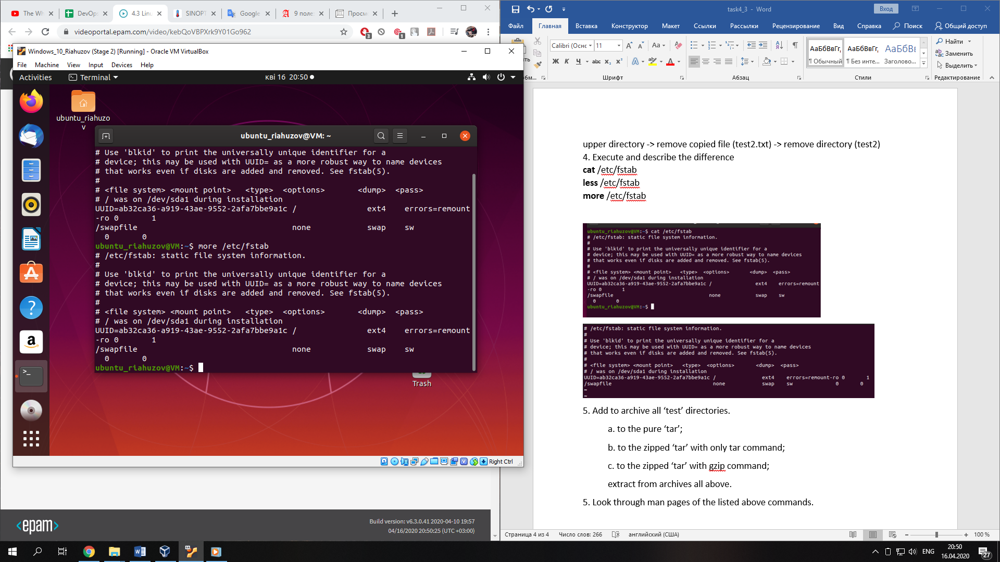 The Wh
DevOps
4.3 Linu
SINOPT
Google
9 полез
Просмо
videoportal.epam.com/video/kebQoVBPXrk9Y01Go962
3
1
Windows_10_Riahuzov (Stage 2) [Running] - Oracle VM VirtualBox
File Machine View Input Devices Help
Activities
Terminal
кві 16 20:50
ubuntu_riahuzo
v
ubuntu_riahuzov@VM: ~
# Use 'blkid' to print the universally unique identifier for a
# device; this may be used with UUID= as a more robust way to name devices
# that works even if disks are added and removed. See fstab(5).
#
# <file system> <mount point>   <type>  <options>       <dump>  <pass>
# / was on /dev/sda1 during installation
UUID=ab32ca36-a919-43ae-9552-2afa7bbe9a1c /               ext4    errors=remount
-ro 0       1
/swapfile                                 none            swap    sw
  0       0
ubuntu_riahuzov@VM:~$ more /etc/fstab
# /etc/fstab: static file system information.
#
# Use 'blkid' to print the universally unique identifier for a
# device; this may be used with UUID= as a more robust way to name devices
# that works even if disks are added and removed. See fstab(5).
#
# <file system> <mount point>   <type>  <options>       <dump>  <pass>
# / was on /dev/sda1 during installation
UUID=ab32ca36-a919-43ae-9552-2afa7bbe9a1c /               ext4    errors=remount
-ro 0       1
/swapfile                                 none            swap    sw
  0       0
ubuntu_riahuzov@VM:~$
Trash
Right Ctrl
<epam>
Build version: v6.3.0.41 2020-04-10 19:57
04/16/2020 20:50:25 (UTC +03:00)
task4_3 - Word
Вход
Файл Главная Вставка Конструктор Макет Ссылки Рассылки Рецензирование Вид Справка Поиск Общий доступ
Calibri (Оснс 11
Aa
Ж К Ч abc x₂ x²
Шрифт
Абзац
АаБбВвГг, АаБбВвГг, АаБбВı
¶ Обычный ¶ Без инте... Заголово...
Стили
Найти
Заменить
Выделить
Редактирование
upper directory -> remove copied file (test2.txt) -> remove directory (test2)
4. Execute and describe the difference
cat /etc/fstab
less /etc/fstab
more /etc/fstab
ubuntu_riahuzov@VM:~$ cat /etc/fstab
# /etc/fstab: static file system information.
#
# Use 'blkid' to print the universally unique identifier for a
# device; this may be used with UUID= as a more robust way to name devices
# that works even if disks are added and removed. See fstab(5).
#
# <file system> <mount point>   <type>  <options>       <dump>  <pass>
# / was on /dev/sda1 during installation
UUID=ab32ca36-a919-43ae-9552-2afa7bbe9a1c /               ext4    errors=remount
-ro 0       1
/swapfile                                 none            swap    sw
  0       0
ubuntu_riahuzov@VM:~$
# /etc/fstab: static file system information.
#
# Use 'blkid' to print the universally unique identifier for a
# device; this may be used with UUID= as a more robust way to name devices
# that works even if disks are added and removed. See fstab(5).
#
# <file system> <mount point>   <type>  <options>       <dump>  <pass>
# / was on /dev/sda1 during installation
UUID=ab32ca36-a919-43ae-9552-2afa7bbe9a1c /               ext4    errors=remount-ro 0       1
/swapfile                                 none            swap    sw              0       0
~
~
5. Add to archive all ‘test’ directories.
a. to the pure ‘tar’;
b. to the zipped ‘tar’ with only tar command;
c. to the zipped ‘tar’ with gzip command;
extract from archives all above.
5. Look through man pages of the listed above commands.
Страница 4 из 4 Число слов: 266 английский (США)
100 %
ENG
20:50
16.04.2020
27